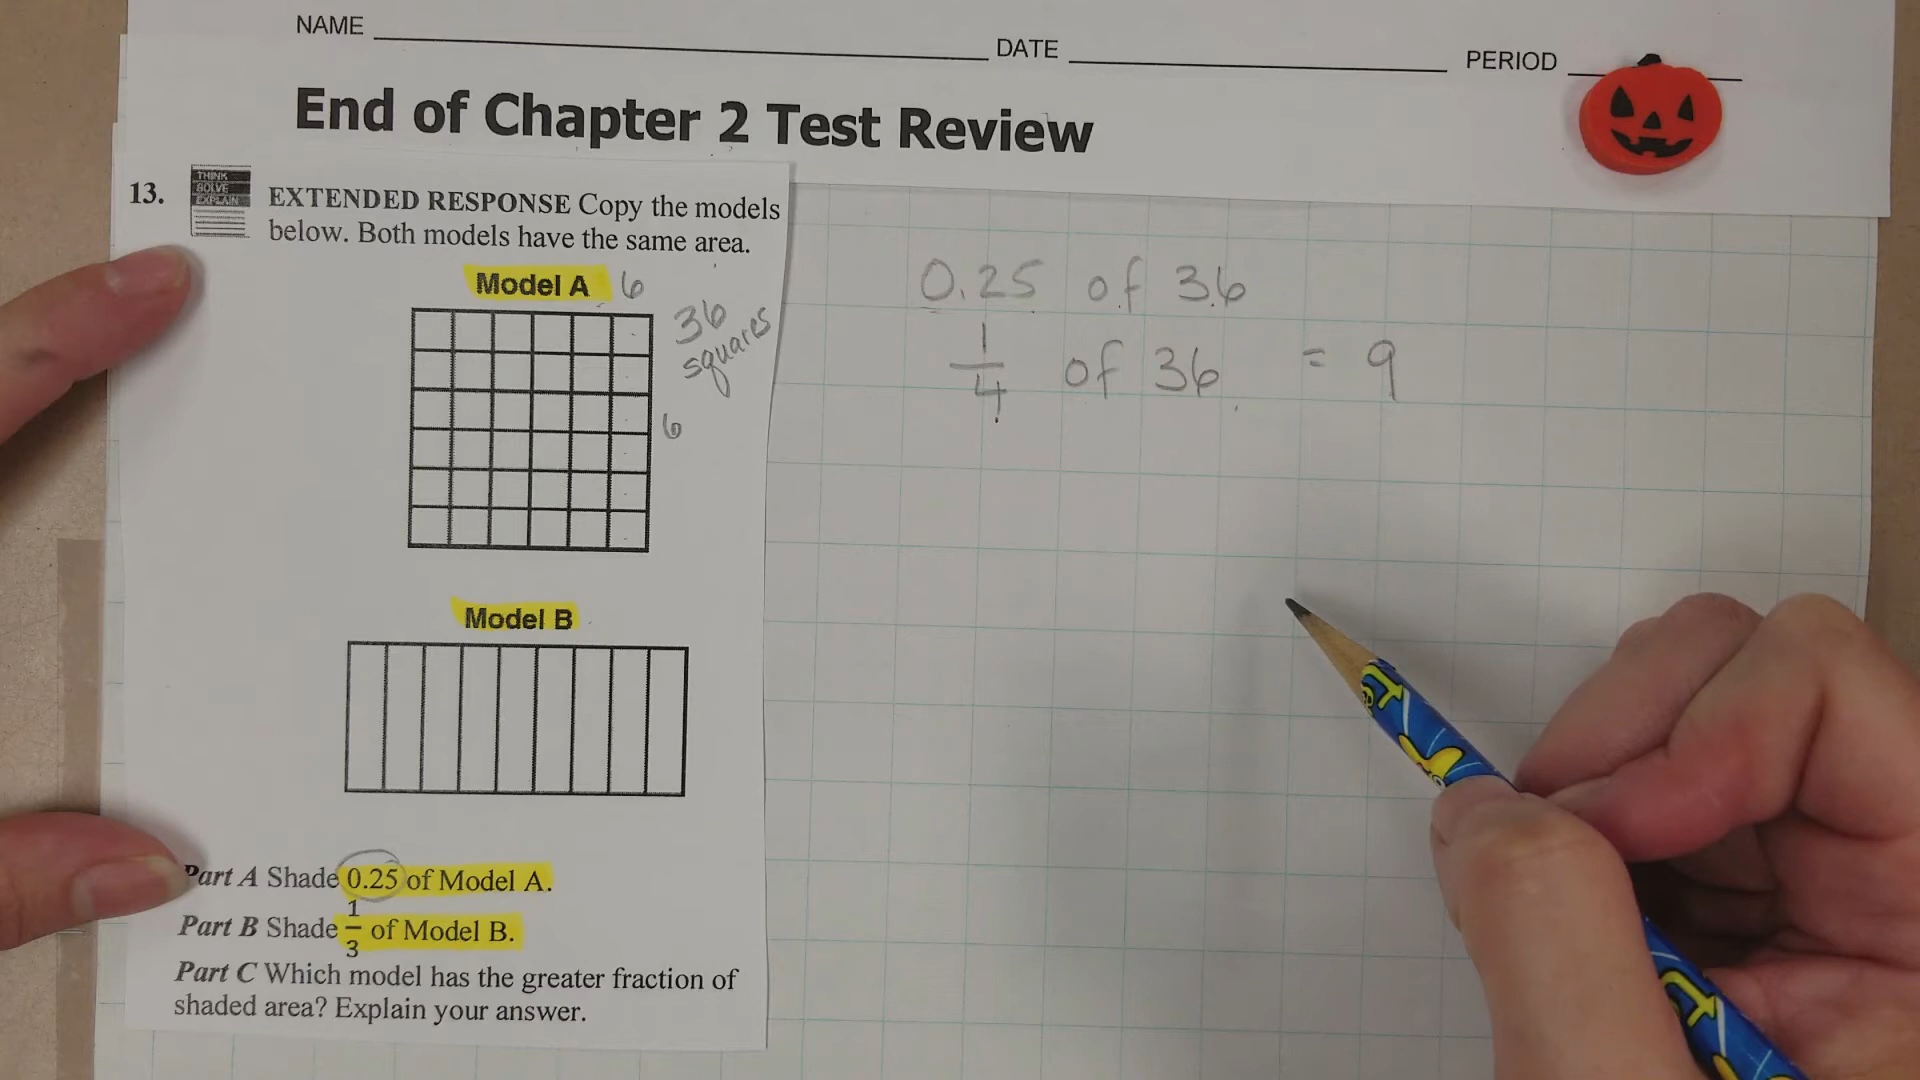 NAME
DATE
PERIOD
End of Chapter 2 Test Review
13.
THINK
SOLVE
EXPLAIN
EXTENDED RESPONSE Copy the models
below. Both models have the same area.
Model A 6
36
squares
6
Model B
Part A Shade 0.25 of Model A.
Part B Shade 1/3 of Model B.
Part C Which model has the greater fraction of
shaded area? Explain your answer.
0.25 of 36
1/4 of 36 = 9